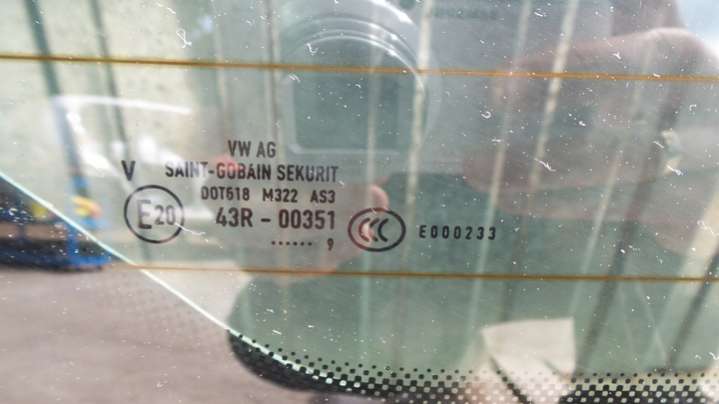 VW AG
V SAINT-GOBAIN SEKURIT
DOT618 M322 AS3
E20 43R - 00351 CCC E000233
...... 9